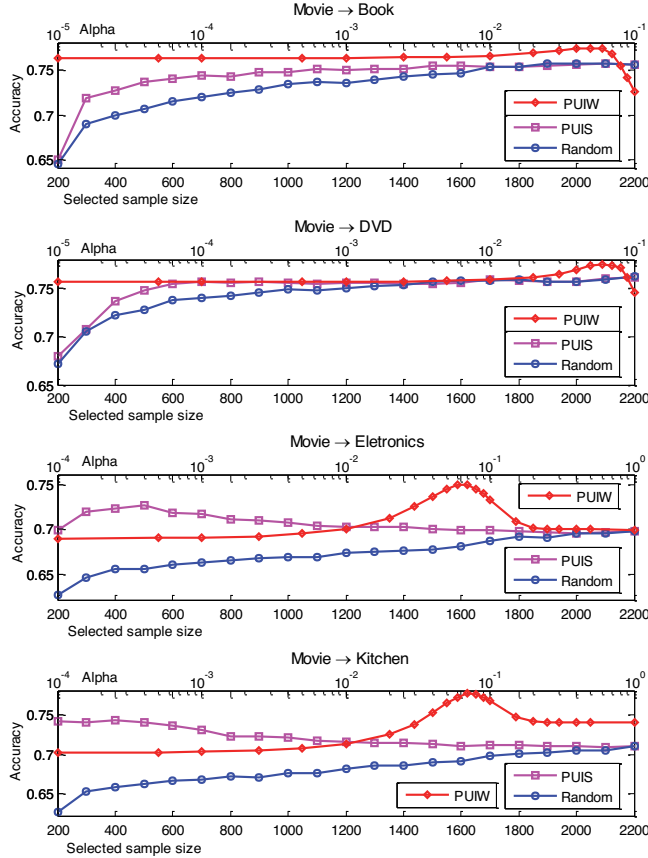 Movie → Book
10^-5 Alpha 10^-4 10^-3 10^-2 10^-1
Accuracy
0.75
0.7
0.65
PUIW
PUIS
Random
200 400 600 800 1000 1200 1400 1600 1800 2000 2200
Selected sample size
Movie → DVD
10^-5 Alpha 10^-4 10^-3 10^-2 10^-1
Accuracy
0.75
0.7
0.65
PUIW
PUIS
Random
200 400 600 800 1000 1200 1400 1600 1800 2000 2200
Selected sample size
Movie → Eletronics
10^-4 Alpha 10^-3 10^-2 10^-1 10^0
Accuracy
0.75
0.7
0.65
PUIW
PUIS
Random
200 400 600 800 1000 1200 1400 1600 1800 2000 2200
Selected sample size
Movie → Kitchen
10^-4 Alpha 10^-3 10^-2 10^-1 10^0
Accuracy
0.75
0.7
0.65
PUIW
PUIS
Random
200 400 600 800 1000 1200 1400 1600 1800 2000 2200
Selected sample size